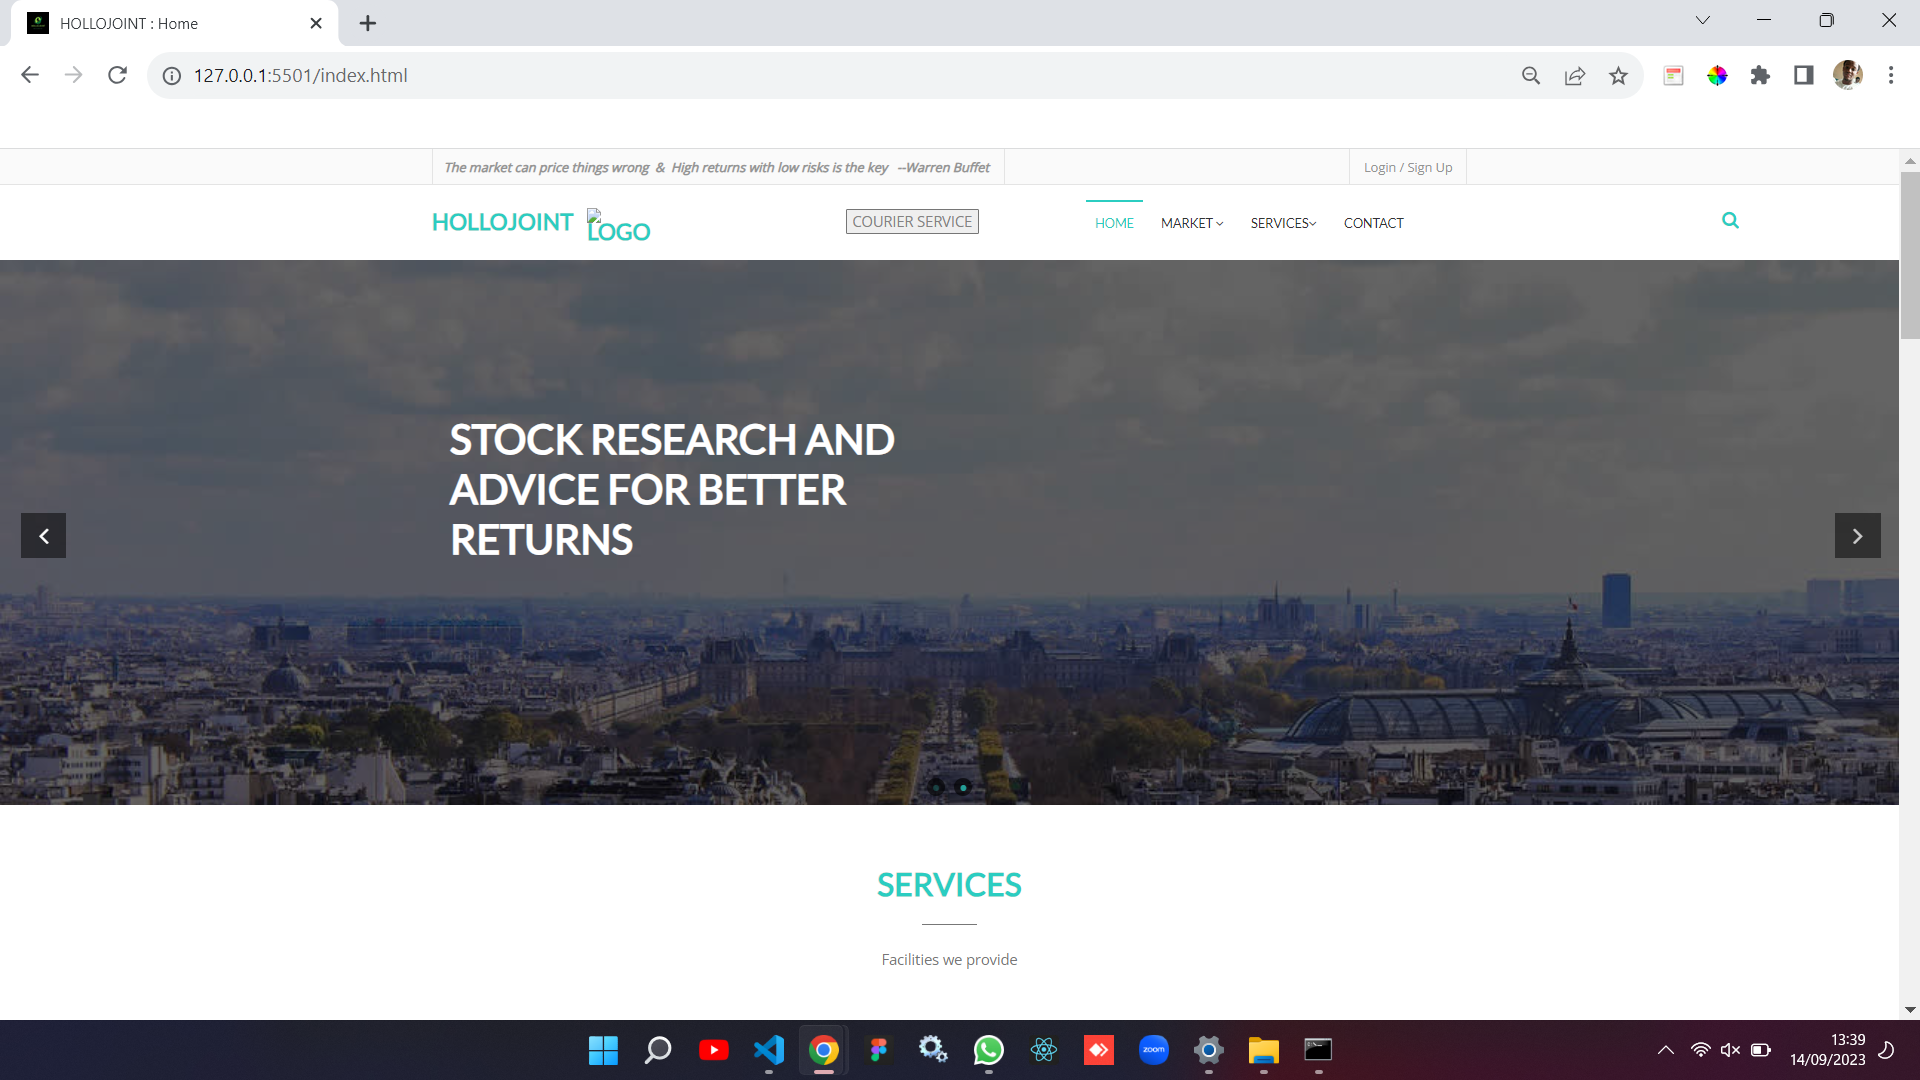 HOLLOJOINT : Home
127.0.0.1:5501/index.html
The market can price things wrong & High returns with low risks is the key --Warren Buffet
Login / Sign Up
HOLLOJOINT LOGO
COURIER SERVICE
HOME MARKET SERVICES CONTACT
STOCK RESEARCH AND
ADVICE FOR BETTER
RETURNS
SERVICES
Facilities we provide
zoom
13:39
14/09/2023